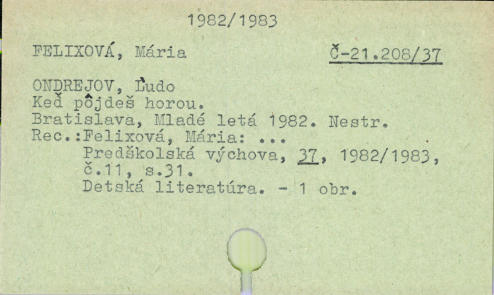 1982/1983
FELIXOVÁ, Mária Č-21.208/37
ONDREJOV, Ľudo
Keď pôjdeš horou.
Bratislava, Mladé letá 1982. Nestr.
Rec.:Felixová, Mária: ...
Predškolská výchova, 37, 1982/1983,
č.11, s.31.
Detská literatúra. - 1 obr.